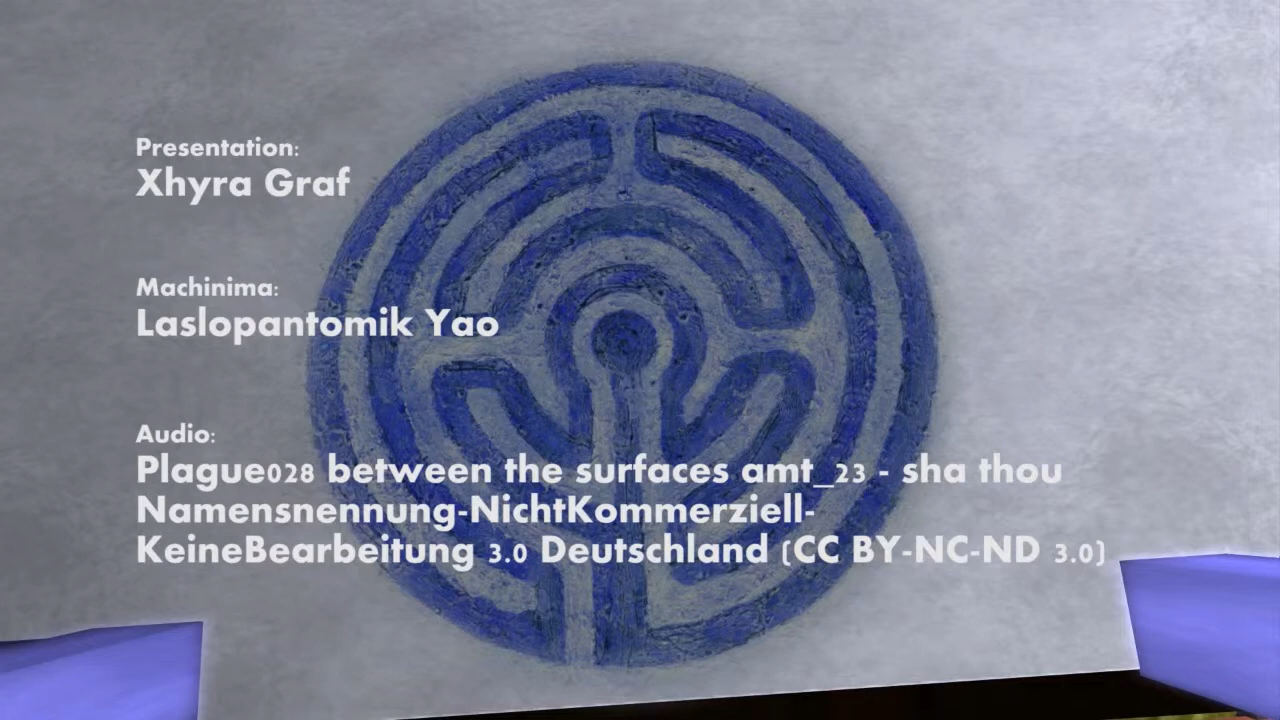 Presentation:
Xhyra Graf
Machinima:
Laslopantomik Yao
Audio:
Plague028 between the surfaces amt_23 - sha thou
Namensnennung-NichtKommerziell-
KeineBearbeitung 3.0 Deutschland (CC BY-NC-ND 3.0)